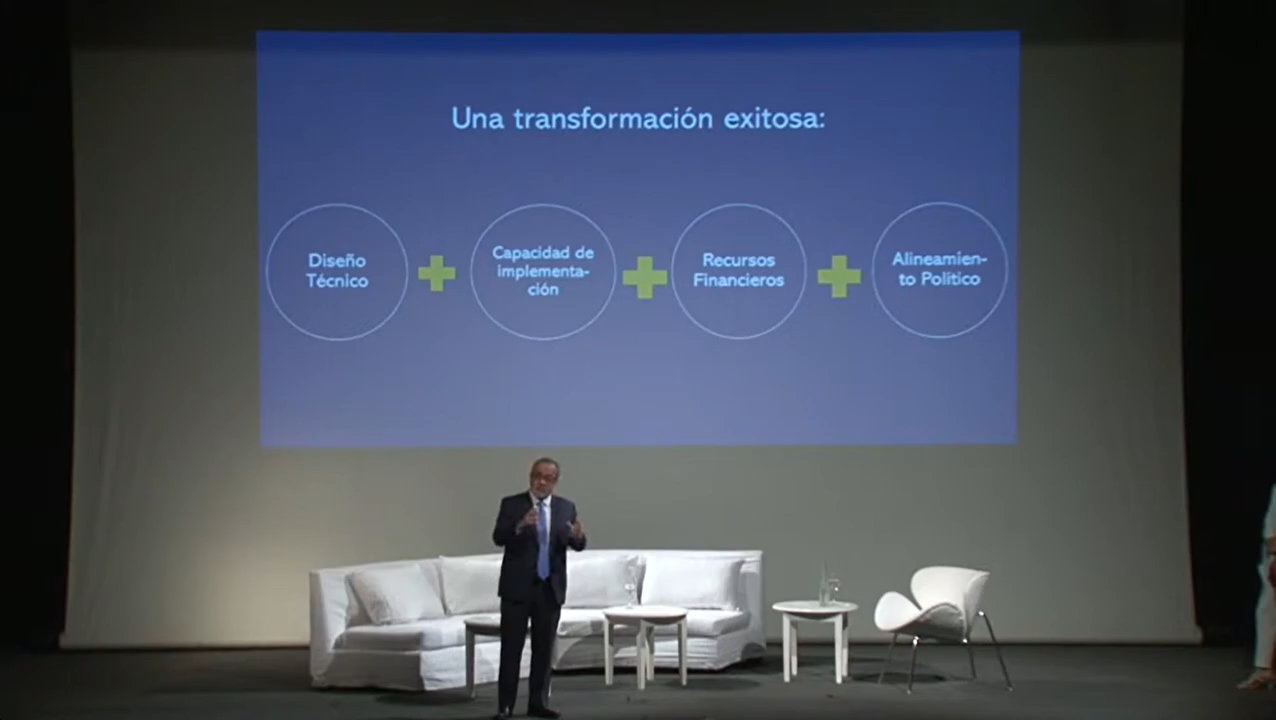 Una transformación exitosa:
Diseño
Técnico
Capacidad de
implementa-
ción
Recursos
Financieros
Alineamien-
to Político